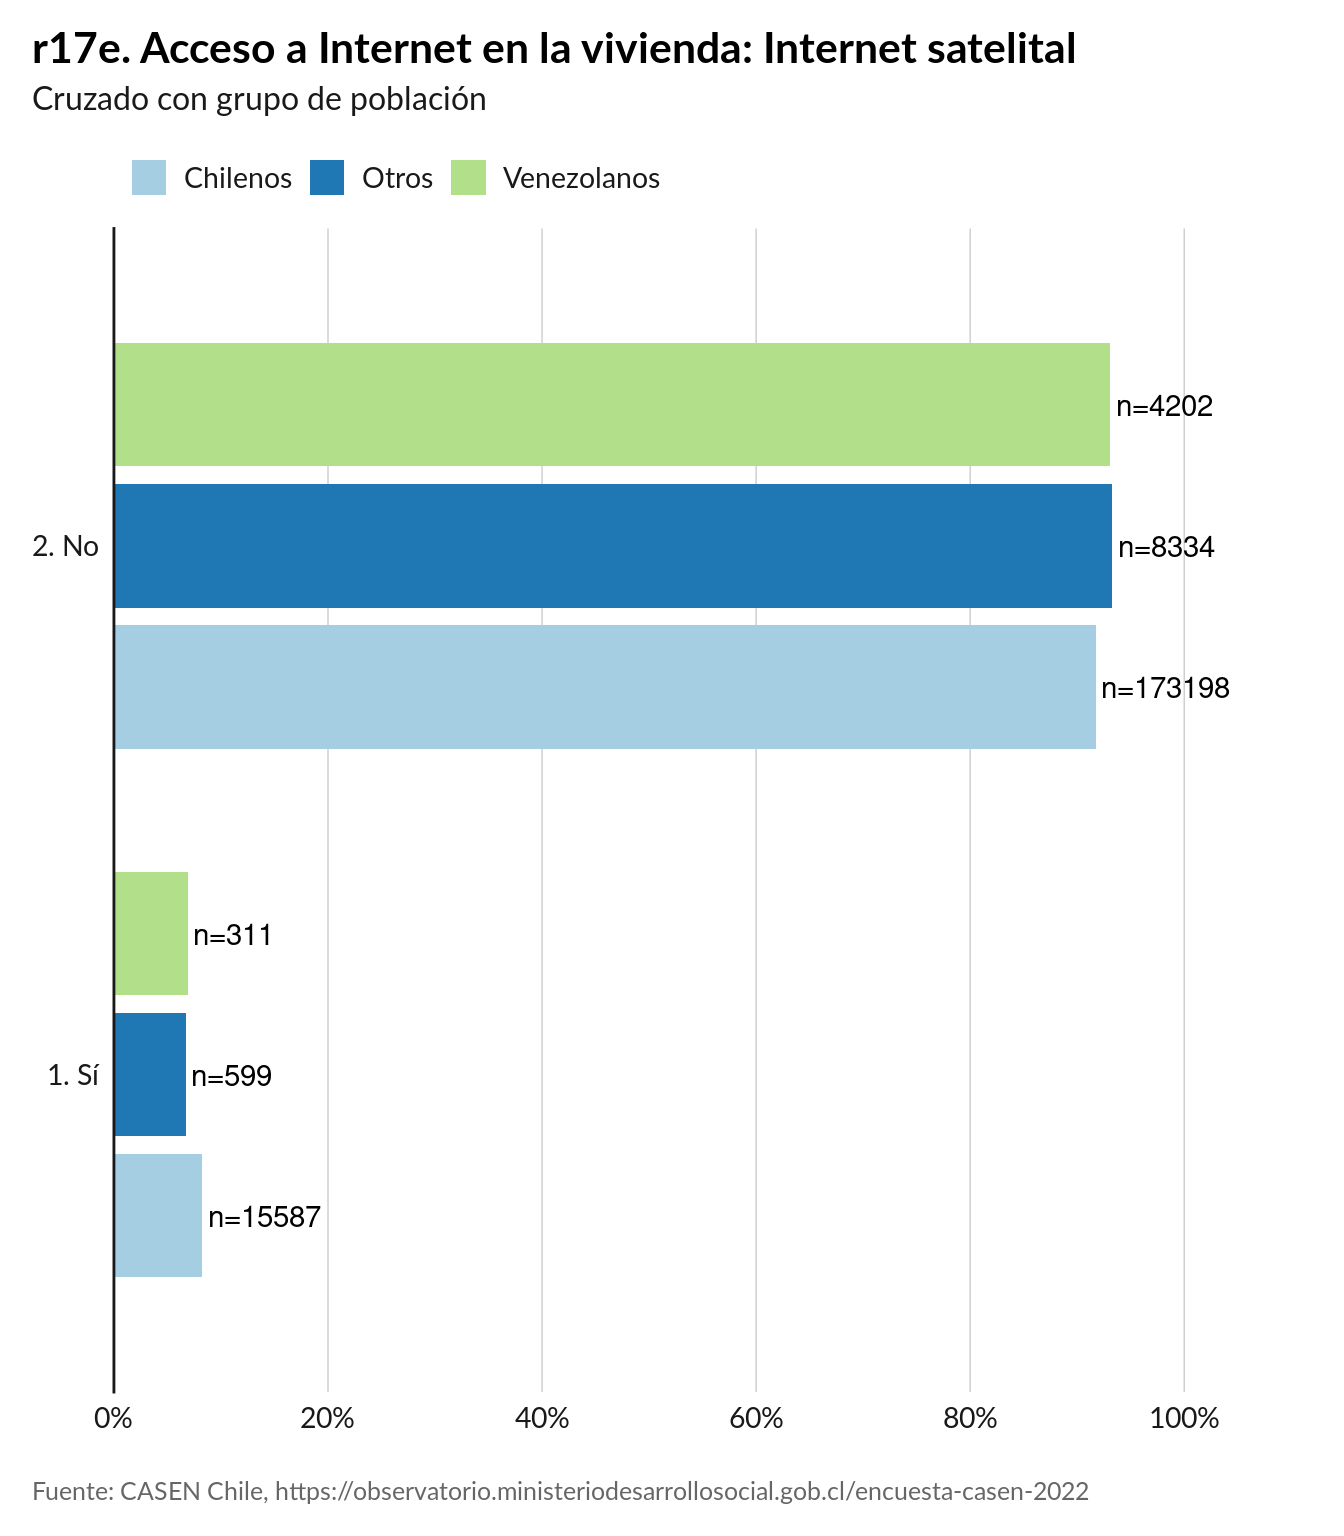 r17e. Acceso a Internet en la vivienda: Internet satelital
Cruzado con grupo de población
Chilenos Otros Venezolanos
n=4202
2. No n=8334
n=173198
n=311
1. Sí n=599
n=15587
0% 20% 40% 60% 80% 100%
Fuente: CASEN Chile, https://observatorio.ministeriodesarrollosocial.gob.cl/encuesta-casen-2022